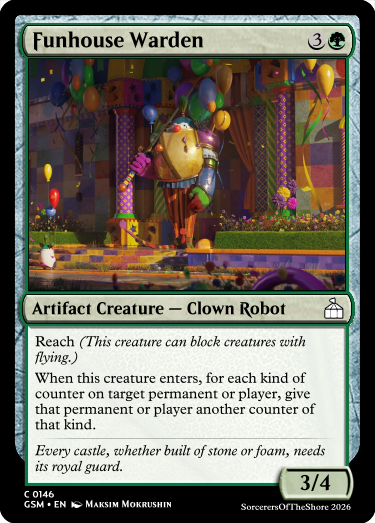 Funhouse Warden 3
Artifact Creature — Clown Robot
Reach (This creature can block creatures with
flying.)
When this creature enters, for each kind of
counter on target permanent or player, give
that permanent or player another counter of
that kind.
Every castle, whether built of stone or foam, needs
its royal guard.
3/4
C 0146
GSM • EN Maksim Mokrushin
SorcerersOfTheShore 2026